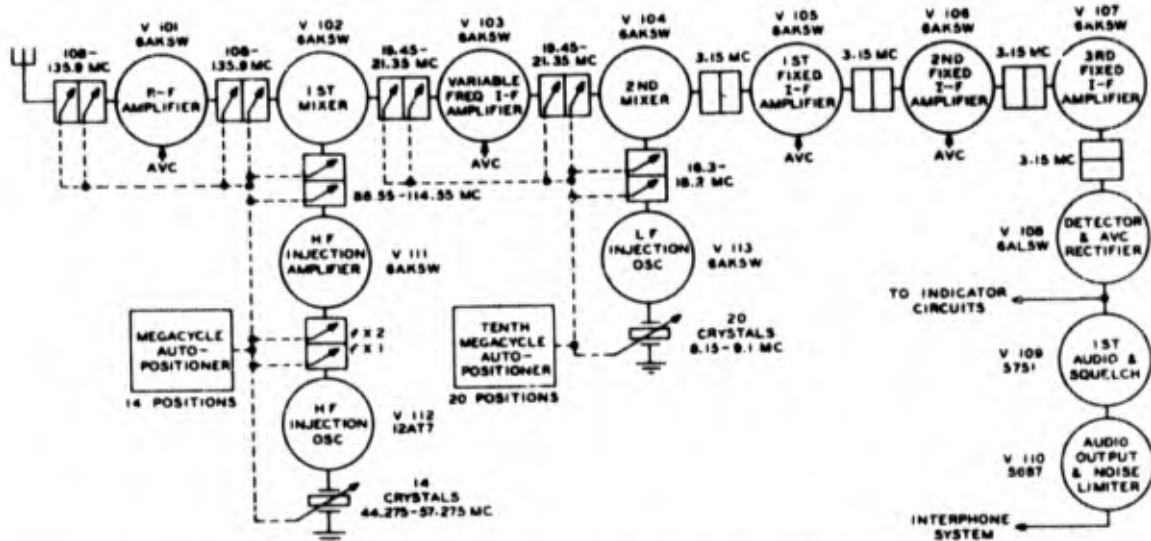 V 101
6AK5W
108-
135.9 MC
R-F
AMPLIFIER
AVC
108-
135.9 MC
V 102
6AK5W
1 ST
MIXER
18.45-
21.35 MC
V 103
6AK5W
VARIABLE
FREQ I-F
AMPLIFIER
18.45-
21.35 MC
V 104
6AK5W
2ND
MIXER
3.15 MC
V 105
6AK5W
1 ST
FIXED
I-F
AMPLIFIER
AVC
3.15 MC
V 106
6AK5W
2ND
FIXED
I-F
AMPLIFIER
AVC
3.15 MC
V 107
6AK5W
3RD
FIXED
I-F
AMPLIFIER
3.15 MC
88.55-114.55 MC
16.3-
18.2 MC
HF
INJECTION
AMPLIFIER
V 111
6AK5W
LF
INJECTION
OSC
V 113
6AK5W
V 108
6AL5W
DETECTOR
& AVC
RECTIFIER
TO INDICATOR
CIRCUITS
MEGACYCLE
AUTO-
POSITIONER
14 POSITIONS
f X 2
f X 1
TENTH
MEGACYCLE
AUTO-
POSITIONER
20 POSITIONS
20
CRYSTALS
8.15-9.1 MC
V 109
5751
1ST
AUDIO &
SQUELCH
HF
INJECTION
OSC
V 112
12AT7
V 110
5687
AUDIO
OUTPUT
& NOISE
LIMITER
14
CRYSTALS
44.275-57.275 MC
INTERPHONE
SYSTEM